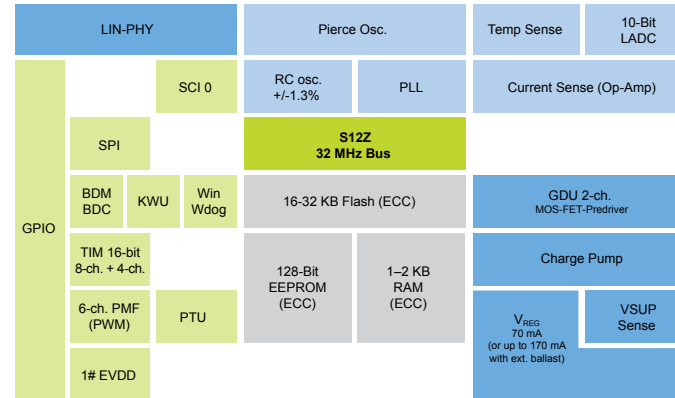 LIN-PHY
Pierce Osc.
Temp Sense
10-Bit
LADC
GPIO
SCI 0
RC osc.
+/-1.3%
PLL
Current Sense (Op-Amp)
SPI
S12Z
32 MHz Bus
BDM
BDC
KWU
Win
Wdog
16-32 KB Flash (ECC)
GDU 2-ch.
MOS-FET-Predriver
TIM 16-bit
8-ch. + 4-ch.
128-Bit
EEPROM
(ECC)
1–2 KB
RAM
(ECC)
Charge Pump
6-ch. PMF
(PWM)
PTU
VREG
70 mA
(or up to 170 mA
with ext. ballast)
VSUP
Sense
1# EVDD